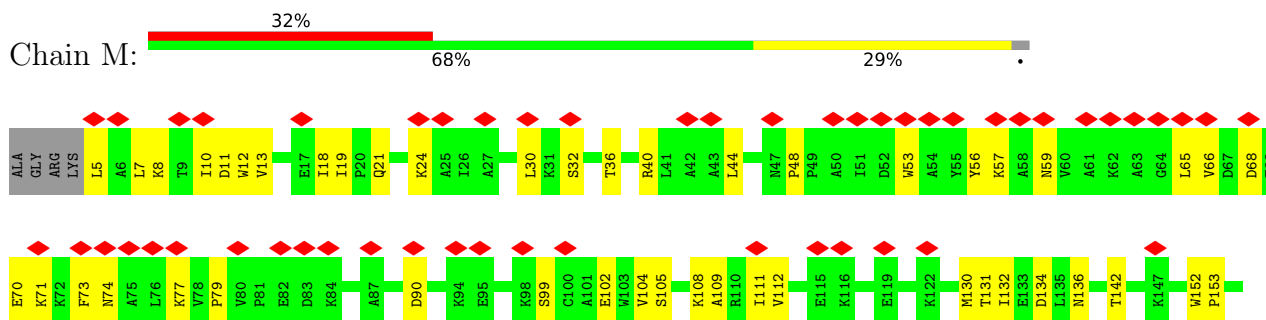 32%
Chain M:
68% 29% •
ALA GLY ARG LYS L5 A6 L7 K8 T9 I10 D11 W12 V13 E17 I18 I19 P20 Q21 K24 A25 I26 A27 L30 K31 S32 T36 R40 L41 A42 A43 L44 N47 P48 P49 A50 I51 D52 W53 A54 Y55 Y56 K57 A58 N59 V60 A61 K62 A63 G64 L65 V66 D67 D68
E70 K71 K72 F73 N74 A75 L76 K77 V78 P79 V80 P81 E82 D83 K84 A87 D90 K94 E95 K98 S99 C100 A101 E102 W103 V104 S105 K108 A109 R110 I111 V112 E115 K116 E119 K122 M130 T131 I132 E133 D134 L135 N136 T142 K147 W152 P153